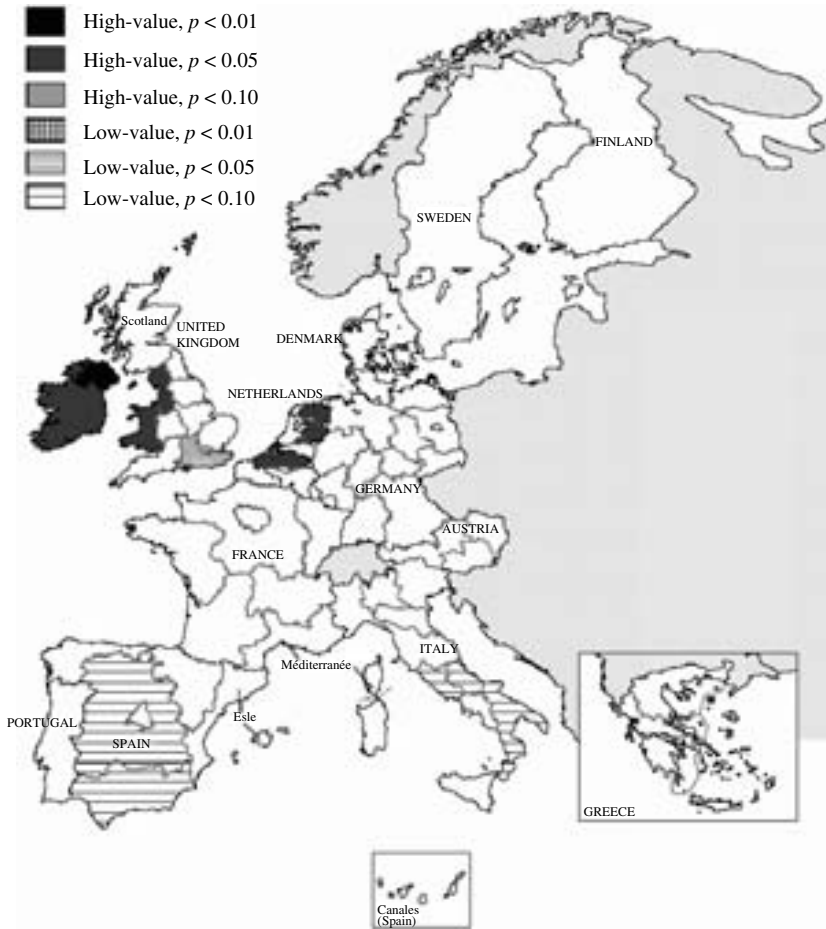 High-value, p < 0.01
High-value, p < 0.05
High-value, p < 0.10
Low-value, p < 0.01
Low-value, p < 0.05
Low-value, p < 0.10
FINLAND
SWEDEN
Scotland
UNITED
KINGDOM
DENMARK
NETHERLANDS
GERMANY
AUSTRIA
FRANCE
ITALY
Méditerranée
Esle
PORTUGAL
SPAIN
GREECE
Canales
(Spain)